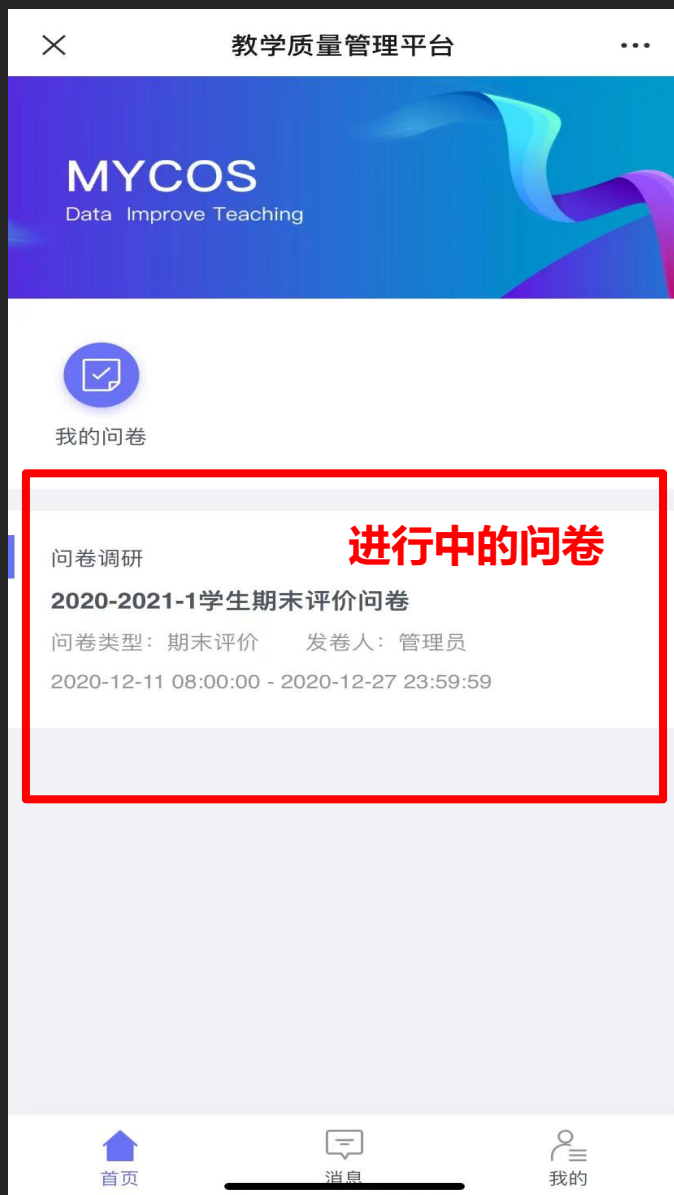 教学质量管理平台
MYCOS
Data Improve Teaching
我的问卷
进行中的问卷
问卷调研
2020-2021-1学生期末评价问卷
问卷类型：期末评价 发卷人：管理员
2020-12-11 08:00:00 - 2020-12-27 23:59:59
首页 消息 我的